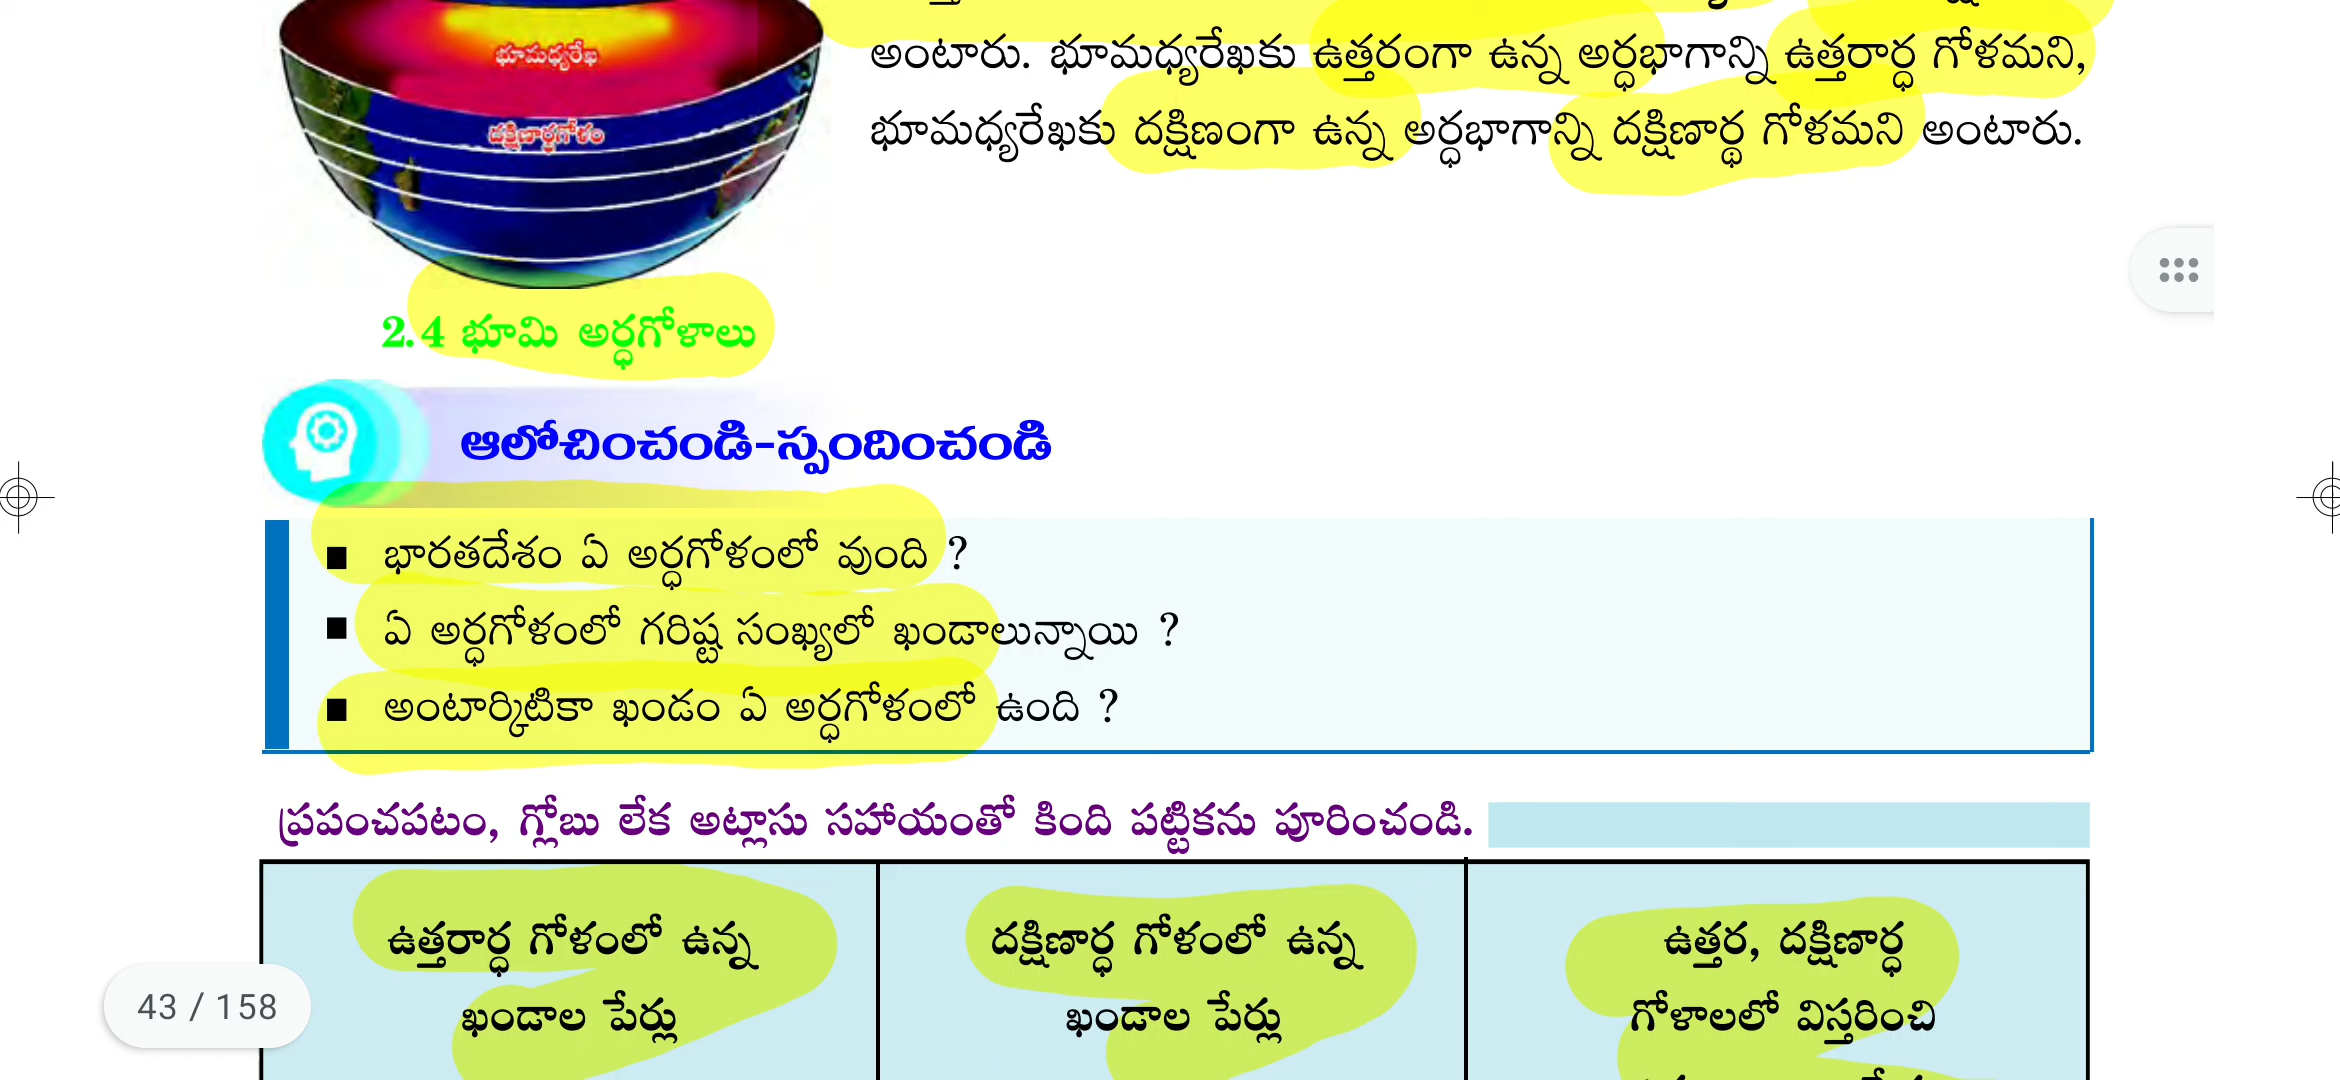 భూమధ్యరేఖ
దక్షిణార్థగోళం
అంటారు. భూమధ్యరేఖకు ఉత్తరంగా ఉన్న అర్ధభాగాన్ని ఉత్తరార్ధ గోళమని,
భూమధ్యరేఖకు దక్షిణంగా ఉన్న అర్ధభాగాన్ని దక్షిణార్థ గోళమని అంటారు.
2.4 భూమి అర్ధగోళాలు
ఆలోచించండి-స్పందించండి
■ భారతదేశం ఏ అర్ధగోళంలో వుంది ?
■ ఏ అర్ధగోళంలో గరిష్ట సంఖ్యలో ఖండాలున్నాయి ?
■ అంటార్కిటికా ఖండం ఏ అర్ధగోళంలో ఉంది ?
ప్రపంచపటం, గ్లోబు లేక అట్లాసు సహాయంతో కింది పట్టికను పూరించండి.
ఉత్తరార్ధ గోళంలో ఉన్న
ఖండాల పేర్లు
దక్షిణార్ధ గోళంలో ఉన్న
ఖండాల పేర్లు
ఉత్తర, దక్షిణార్ధ
గోళాలలో విస్తరించి
43 / 158